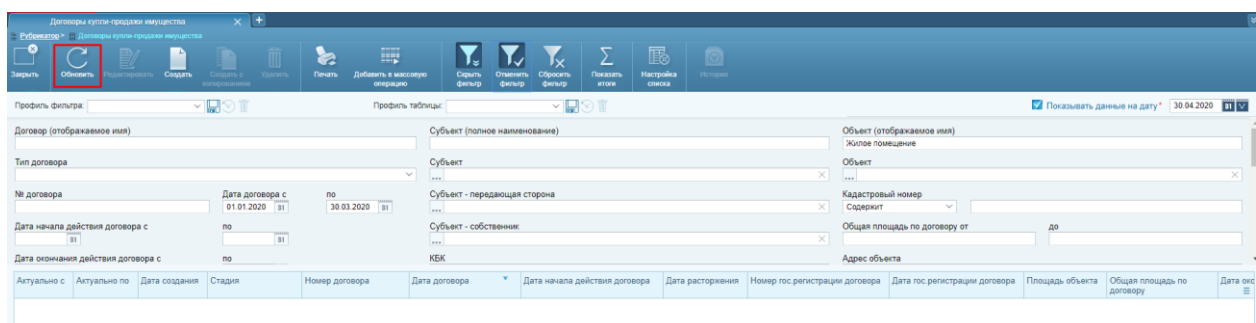 Договоры купли-продажи имущества
Рубрикатор > Договоры купли-продажи имущества
Закрыть Обновить Редактировать Создать Создать с копированием Удалить Печать Добавить в массовую операцию Скрыть фильтр Отменить фильтр Сбросить фильтр Показать итоги Настройка списка История
Профиль фильтра: Профиль таблицы: Показывать данные на дату* 30.04.2020
Договор (отображаемое имя) Субъект (полное наименование) Объект (отображаемое имя)
Жилое помещение
Тип договора Субъект Объект
№ договора Дата договора с по Субъект - передающая сторона Кадастровый номер
01.01.2020 30.03.2020 Содержит
Дата начала действия договора с по Субъект - собственник Общая площадь по договору от до
Дата окончания действия договора с по КБК Адрес объекта
Актуально с Актуально по Дата создания Стадия Номер договора Дата договора Дата начала действия договора Дата расторжения Номер гос.регистрации договора Дата гос.регистрации договора Площадь объекта Общая площадь по договору Дата око